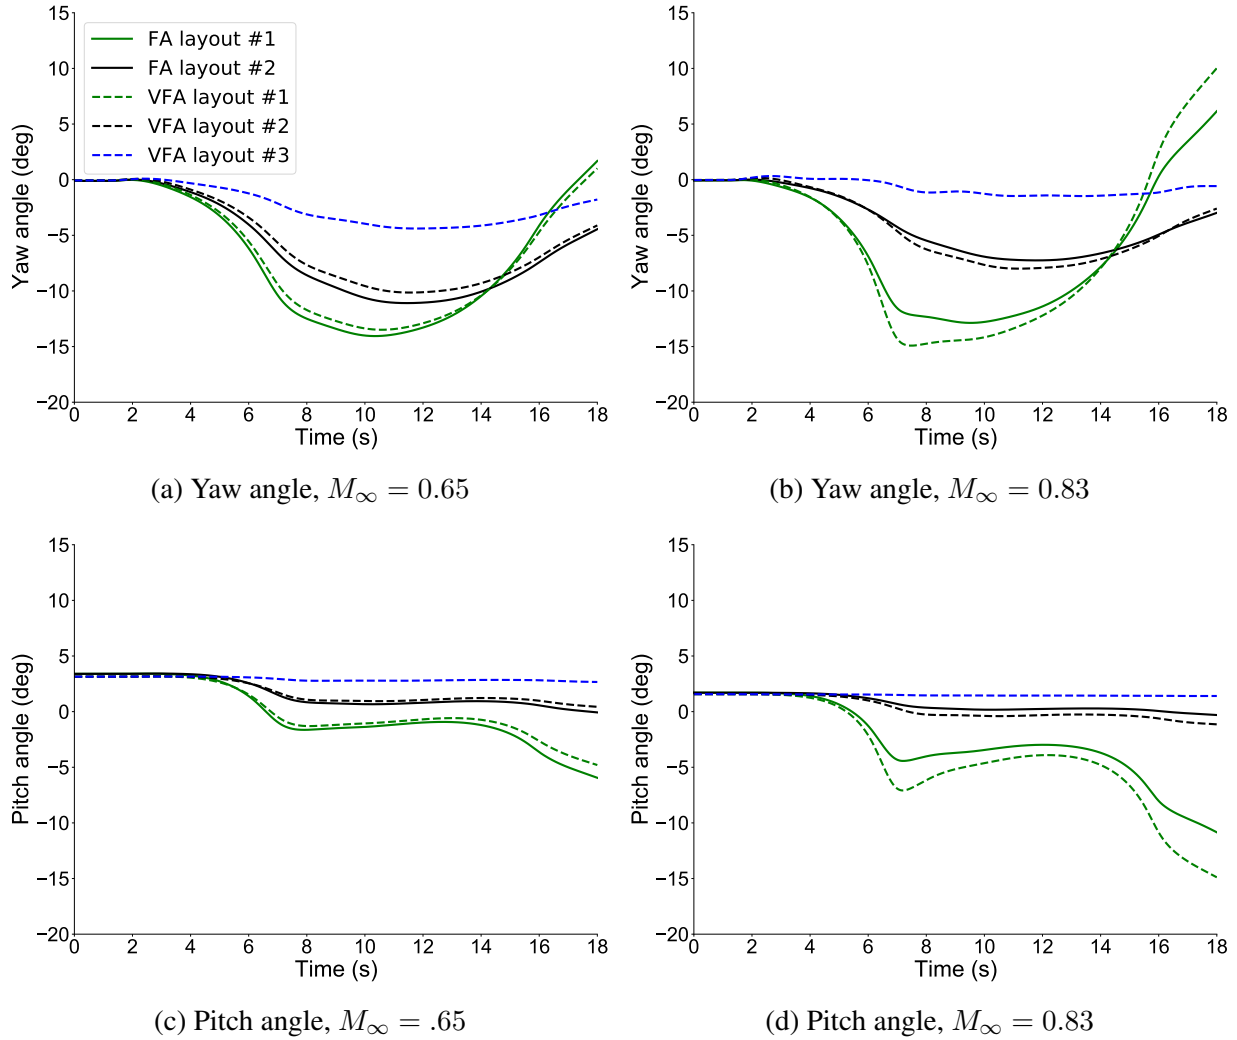 15
10
5
0
−5
−10
−15
−20
Yaw angle (deg)
FA layout #1
FA layout #2
VFA layout #1
VFA layout #2
VFA layout #3
0 2 4 6 8 10 12 14 16 18
Time (s)
(a) Yaw angle, M∞ = 0.65
15
10
5
0
−5
−10
−15
−20
Yaw angle (deg)
0 2 4 6 8 10 12 14 16 18
Time (s)
(b) Yaw angle, M∞ = 0.83
15
10
5
0
−5
−10
−15
−20
Pitch angle (deg)
0 2 4 6 8 10 12 14 16 18
Time (s)
(c) Pitch angle, M∞ = .65
15
10
5
0
−5
−10
−15
−20
Pitch angle (deg)
0 2 4 6 8 10 12 14 16 18
Time (s)
(d) Pitch angle, M∞ = 0.83